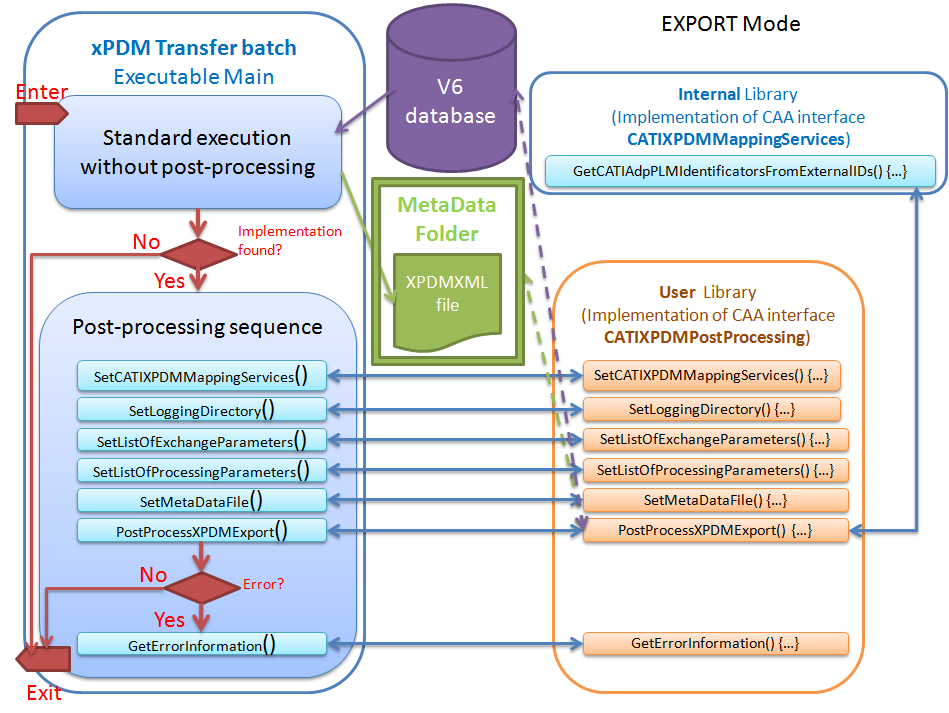 EXPORT Mode
xPDM Transfer batch
Executable Main
Enter
Standard execution
without post-processing
V6
database
Internal Library
(Implementation of CAA interface
CATIXPDMMappingServices)
GetCATIAdpPLMIdentificatorsFromExternalIDs() {...}
MetaData
Folder
XPDMXML
file
No
Implementation
found?
Yes
Post-processing sequence
SetCATIXPDMMappingServices()
SetLoggingDirectory()
SetListOfExchangeParameters()
SetListOfProcessingParameters()
SetMetaDataFile()
PostProcessXPDMExport()
No
Error?
Yes
GetErrorInformation()
Exit
User Library
(Implementation of CAA interface
CATIXPDMPostProcessing)
SetCATIXPDMMappingServices() {...}
SetLoggingDirectory() {...}
SetListOfExchangeParameters() {...}
SetListOfProcessingParameters() {...}
SetMetaDataFile() {...}
PostProcessXPDMExport() {...}
GetErrorInformation() {...}